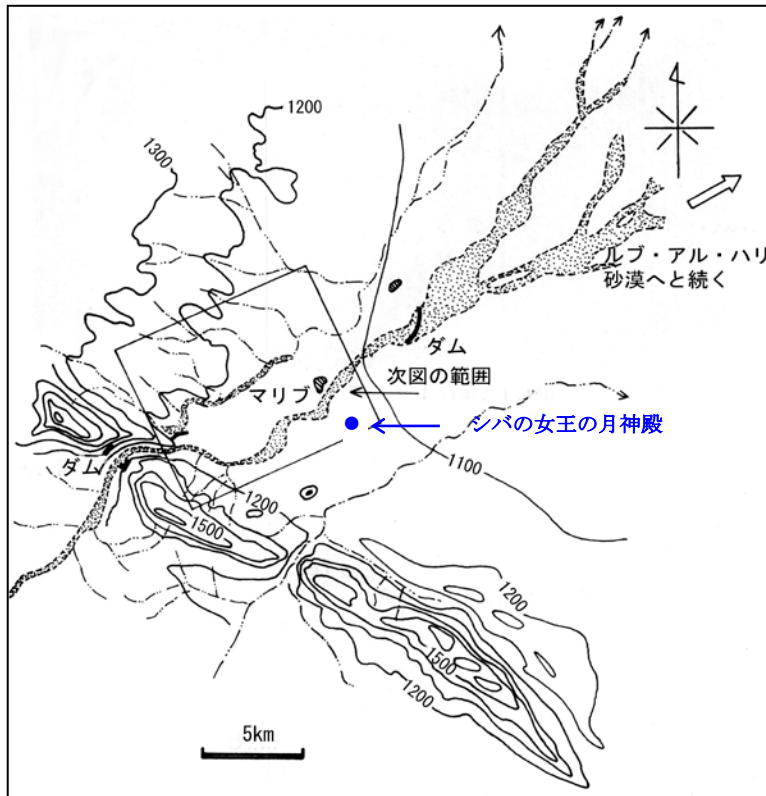 1200
1300
ルブ・アル・ハリ
砂漠へと続く
ダム
次図の範囲
マリブ
シバの女王の月神殿
1100
ダム
1200
1500
1200
1500
1200
5km